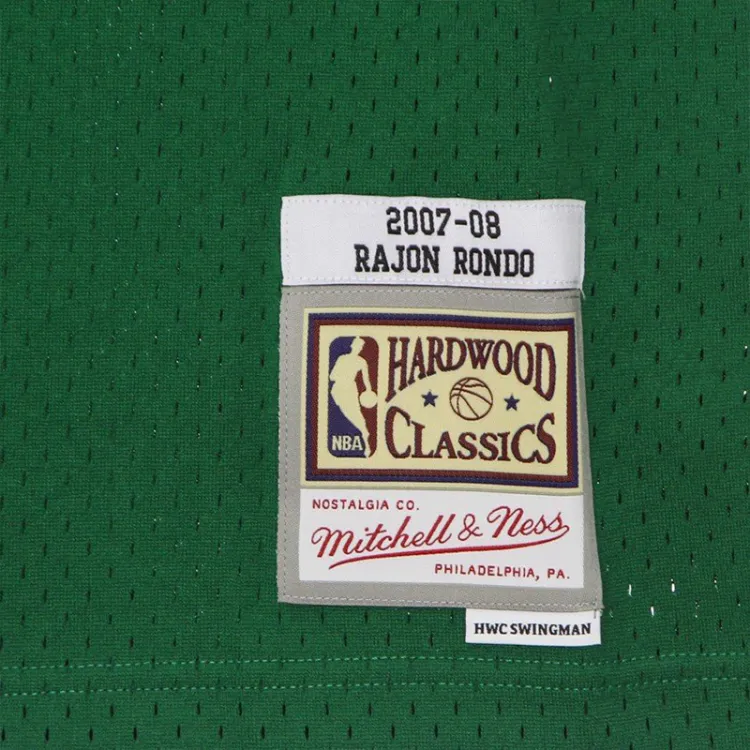 2007-08
RAJON RONDO
HARDWOOD
CLASSICS
NBA
NOSTALGIA CO.
Mitchell & Ness
PHILADELPHIA, PA.
HWC SWINGMAN